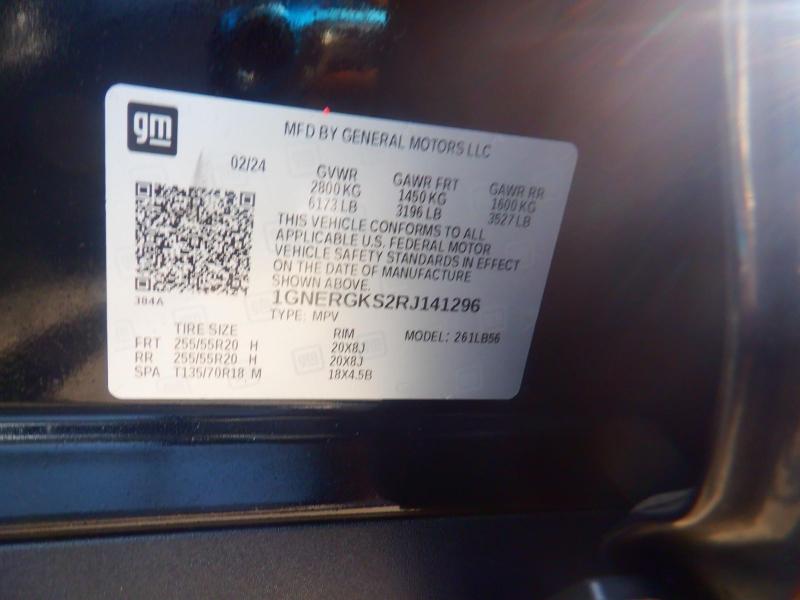 gm
MFD BY GENERAL MOTORS LLC
02/24 GVWR GAWR FRT GAWR RR
2800 KG 1450 KG 1600 KG
6173 LB 3196 LB 3527 LB
THIS VEHICLE CONFORMS TO ALL
APPLICABLE U.S. FEDERAL MOTOR
VEHICLE SAFETY STANDARDS IN EFFECT
ON THE DATE OF MANUFACTURE
SHOWN ABOVE.
384A
1GNERGKS2RJ141296
TYPE: MPV
TIRE SIZE RIM MODEL: 261LB56
FRT 255/55R20 H 20X8J
RR 255/55R20 H 20X8J
SPA T135/70R18 M 18X4.5B